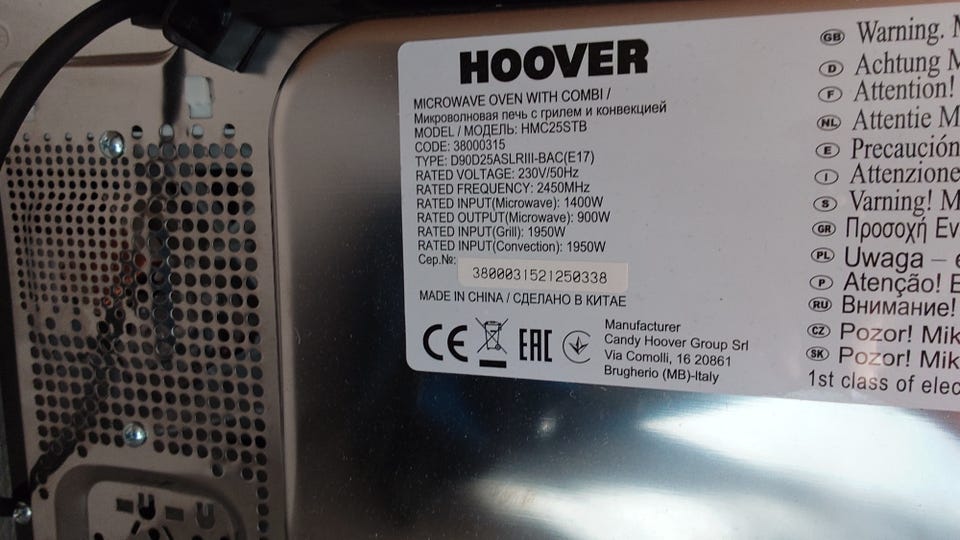 HOOVER
MICROWAVE OVEN WITH COMBI /
Микроволновая печь с грилем и конвекцией
MODEL / МОДЕЛЬ: HMC25STB
CODE: 38000315
TYPE: D90D25ASLRIII-BAC(E17)
RATED VOLTAGE: 230V/50Hz
RATED FREQUENCY: 2450MHz
RATED INPUT(Microwave): 1400W
RATED OUTPUT(Microwave): 900W
RATED INPUT(Grill): 1950W
RATED INPUT(Convection): 1950W
Сер.№:
3800031521250338
MADE IN CHINA / СДЕЛАНО В КИТАЕ
CE EAC
Manufacturer
Candy Hoover Group Srl
Via Comolli, 16 20861
Brugherio (MB)-Italy
GB Warning. M
D Achtung M
F Attention!
NL Attentie M
E Precaución
I Attenzione
S Varning! M
GR Προσοχή Εν
PL Uwaga – e
P Atenção! E
RU Внимание!
CZ Pozor! Mik
SK Pozor! Mik
1st class of elec